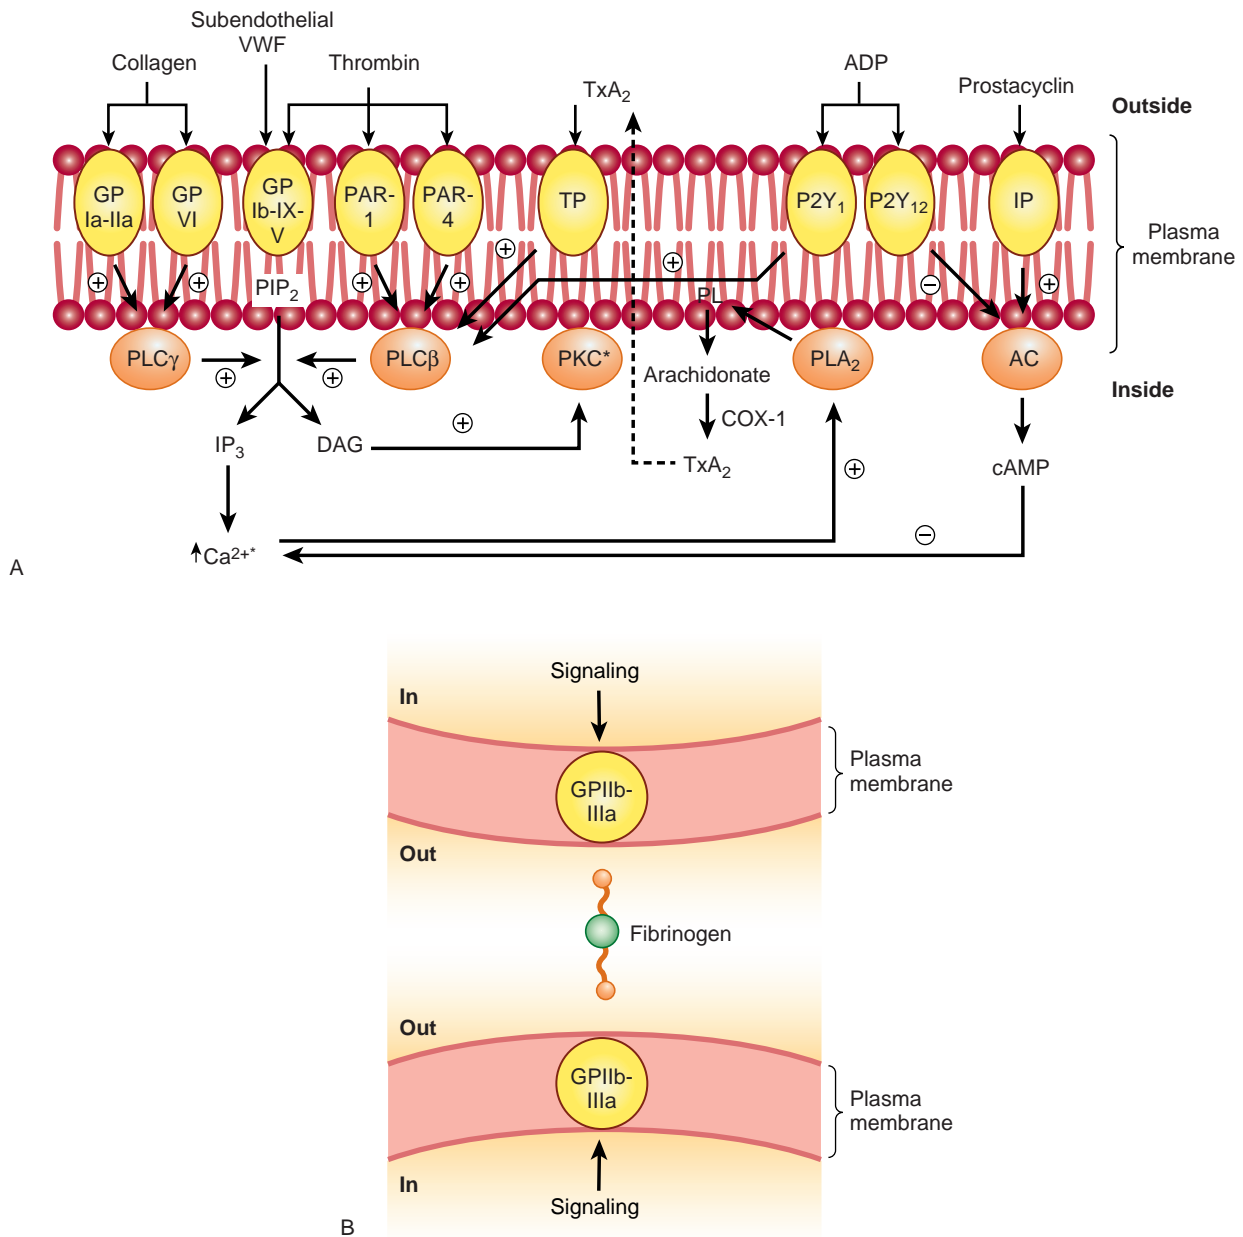 Subendothelial
VWF
Collagen
Thrombin
TxA2
ADP
Prostacyclin
Outside
GP
Ia-IIa
GP
VI
GP
Ib-IX-
V
PAR-
1
PAR-
4
TP
P2Y1
P2Y12
IP
Plasma
membrane
+
+
PIP2
+
+
+
+
PL
−
+
PLCγ
+
+
PLCβ
PKC*
Arachidonate
PLA2
AC
Inside
COX-1
IP3
DAG
+
TxA2
+
cAMP
↑Ca2+*
−
A
Signaling
In
GPIIb-
IIIa
Plasma
membrane
Out
Fibrinogen
Out
GPIIb-
IIIa
Plasma
membrane
In
Signaling
B